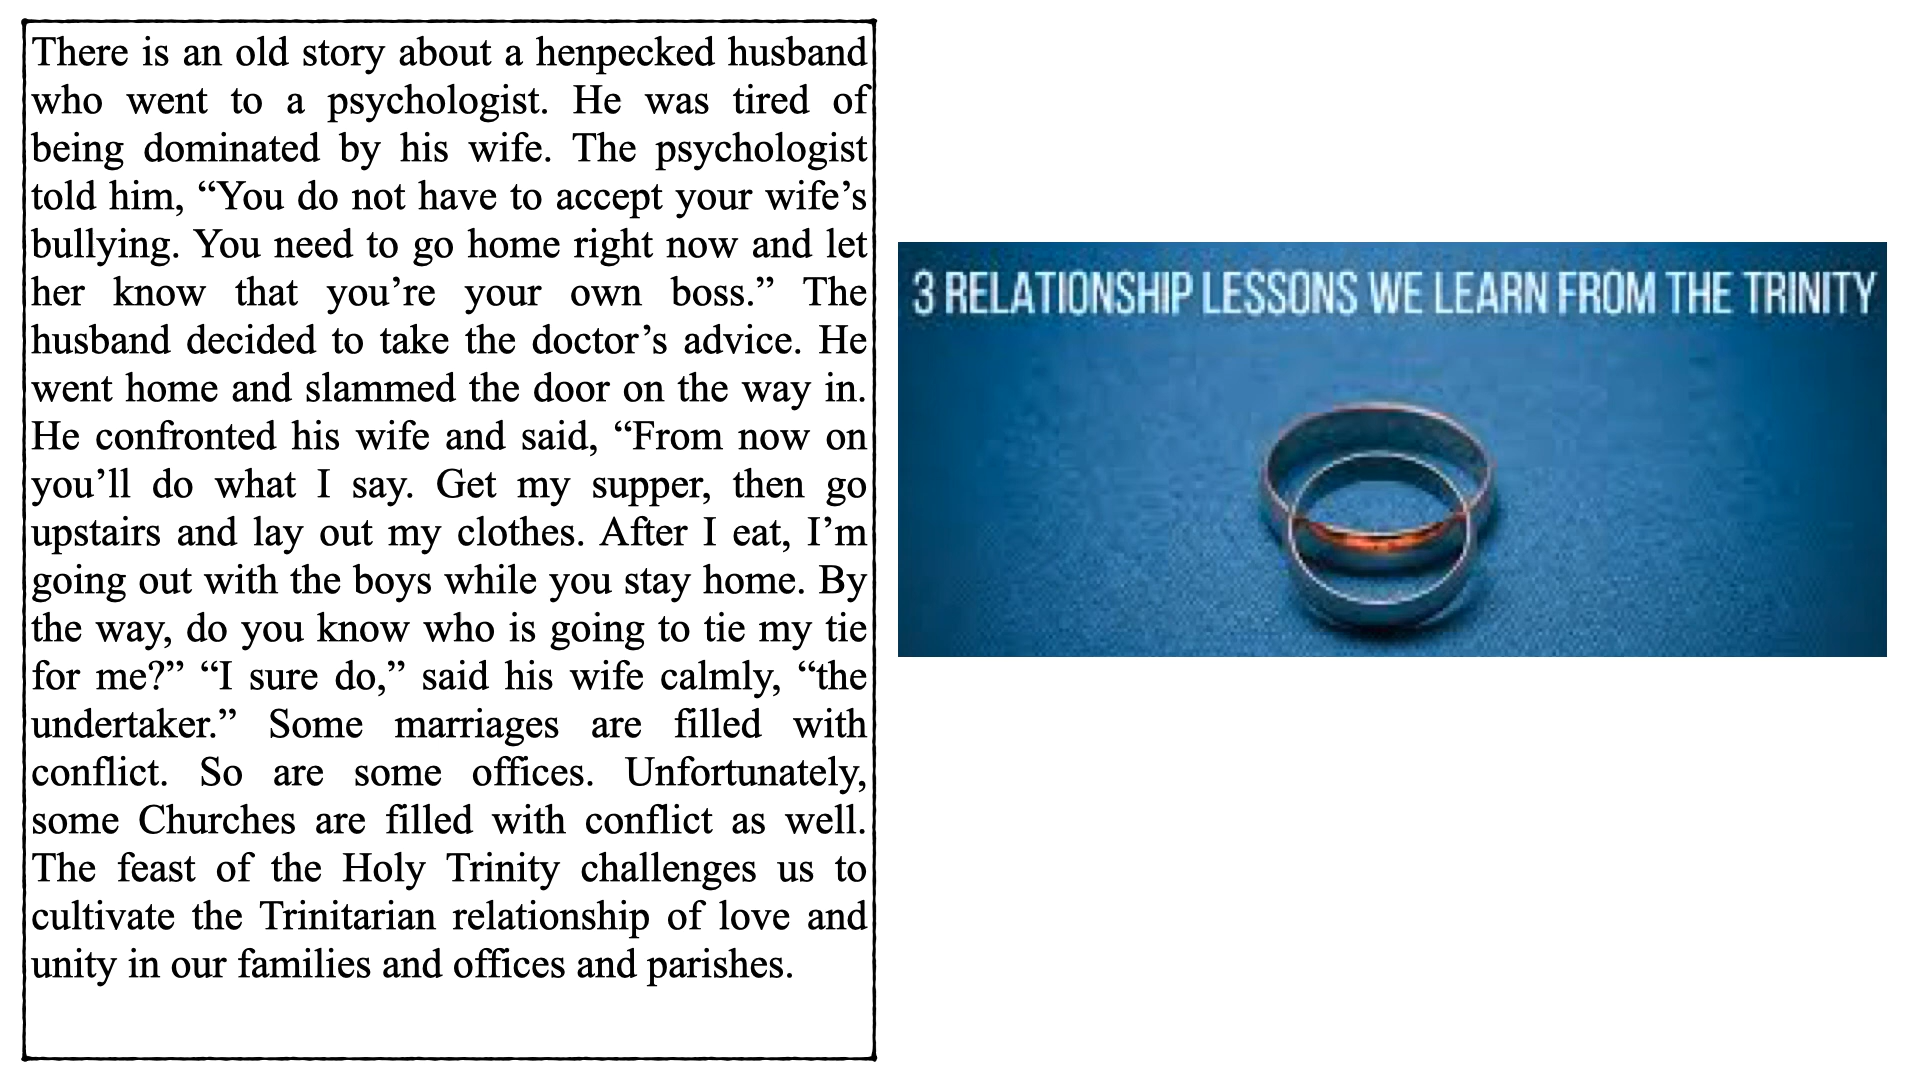 There is an old story about a henpecked husband
who went to a psychologist. He was tired of
being dominated by his wife. The psychologist
told him, “You do not have to accept your wife’s
bullying. You need to go home right now and let
her know that you’re your own boss.” The
husband decided to take the doctor’s advice. He
went home and slammed the door on the way in.
He confronted his wife and said, “From now on
you’ll do what I say. Get my supper, then go
upstairs and lay out my clothes. After I eat, I’m
going out with the boys while you stay home. By
the way, do you know who is going to tie my tie
for me?” “I sure do,” said his wife calmly, “the
undertaker.” Some marriages are filled with
conflict. So are some offices. Unfortunately,
some Churches are filled with conflict as well.
The feast of the Holy Trinity challenges us to
cultivate the Trinitarian relationship of love and
unity in our families and offices and parishes.
3 RELATIONSHIP LESSONS WE LEARN FROM THE TRINITY